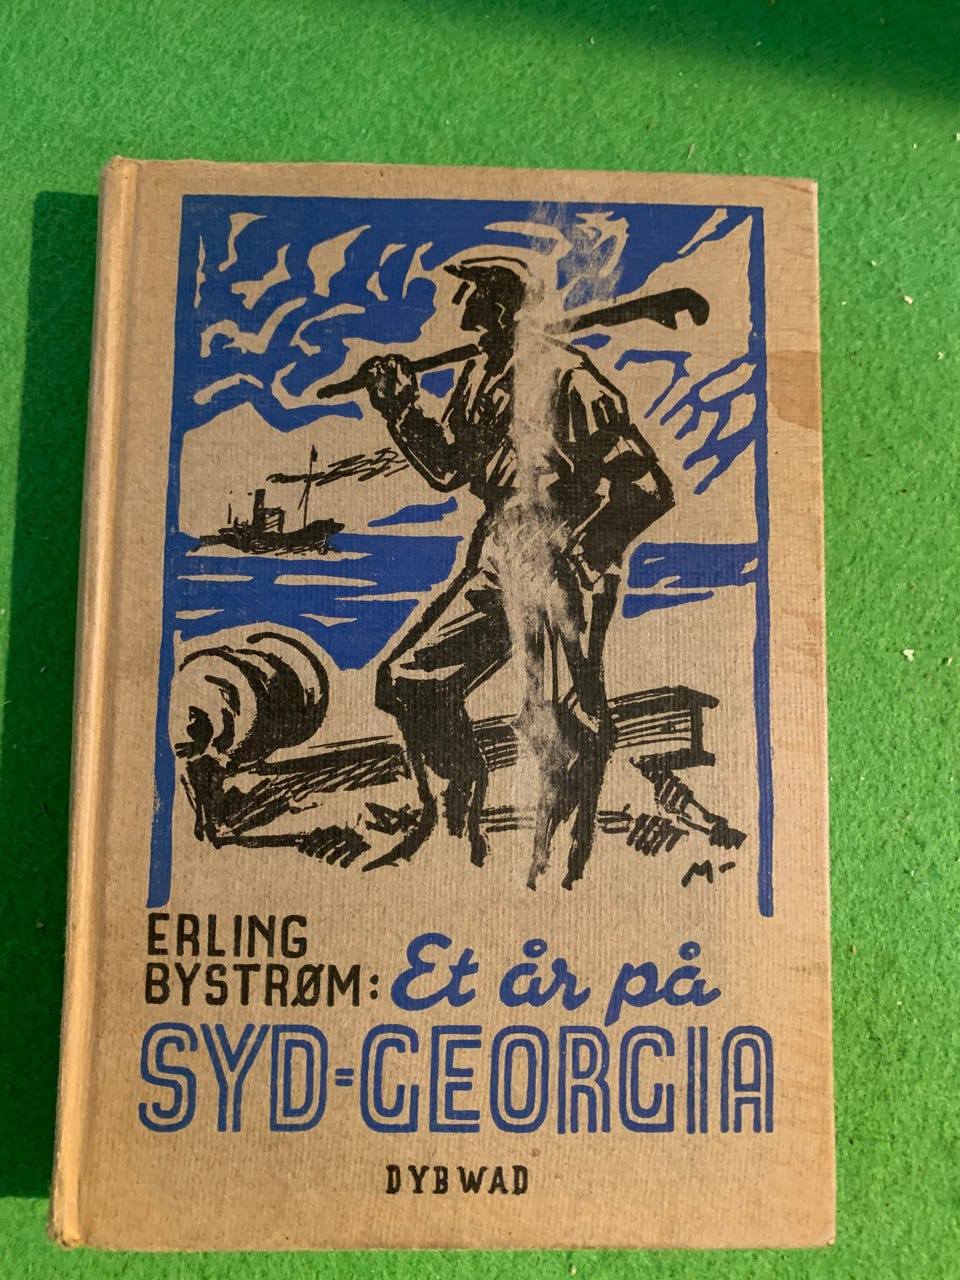 M-
ERLING
BYSTRØM: Et år på
SYD=GEORGIA
DYBWAD